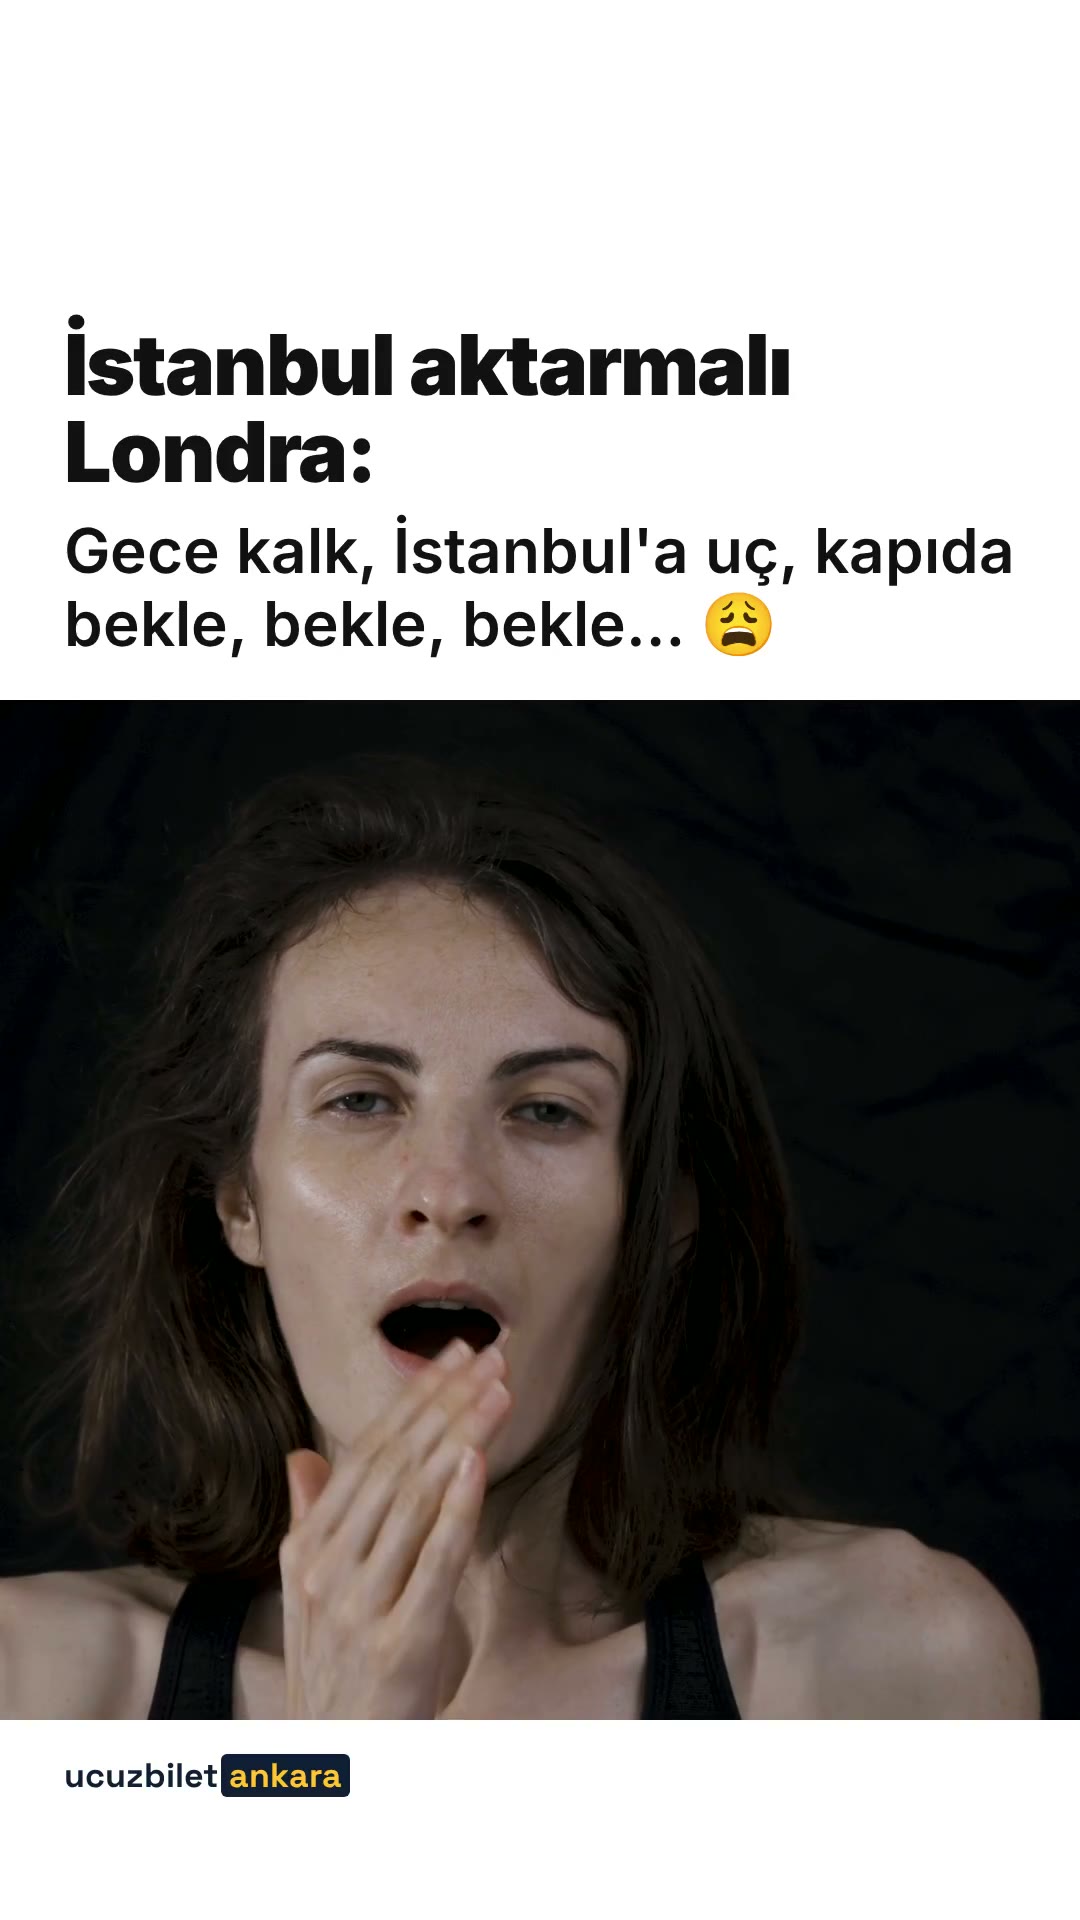 İstanbul aktarmalı
Londra:
Gece kalk, İstanbul'a uç, kapıda
bekle, bekle, bekle... 😩
ucuzbilet ankara